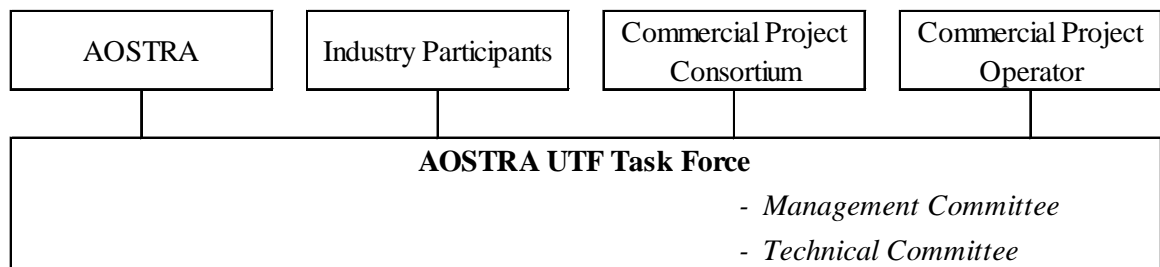 AOSTRA
Industry Participants
Commercial Project
Consortium
Commercial Project
Operator
AOSTRA UTF Task Force
- Management Committee
- Technical Committee